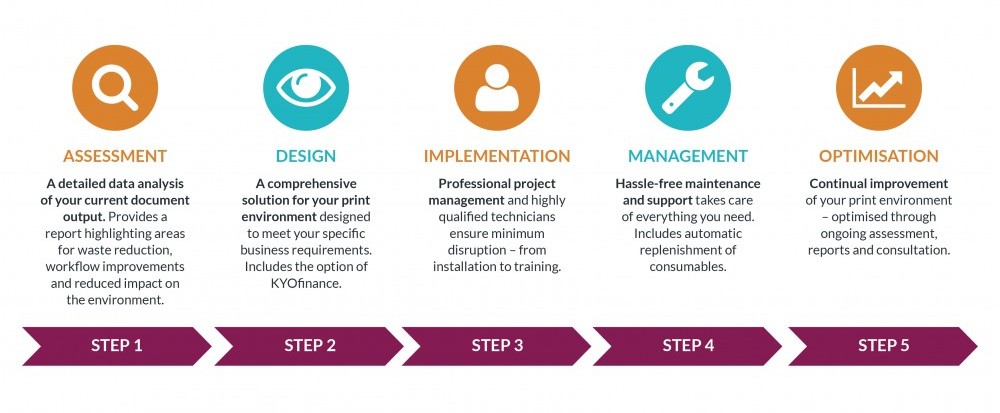 ASSESSMENT
A detailed data analysis
of your current document
output. Provides a
report highlighting areas
for waste reduction,
workflow improvements
and reduced impact on
the environment.
STEP 1
DESIGN
A comprehensive
solution for your print
environment designed
to meet your specific
business requirements.
Includes the option of
KYOfinance.
STEP 2
IMPLEMENTATION
Professional project
management and highly
qualified technicians
ensure minimum
disruption – from
installation to training.
STEP 3
MANAGEMENT
Hassle-free maintenance
and support takes care
of everything you need.
Includes automatic
replenishment of
consumables.
STEP 4
OPTIMISATION
Continual improvement
of your print environment
– optimised through
ongoing assessment,
reports and consultation.
STEP 5